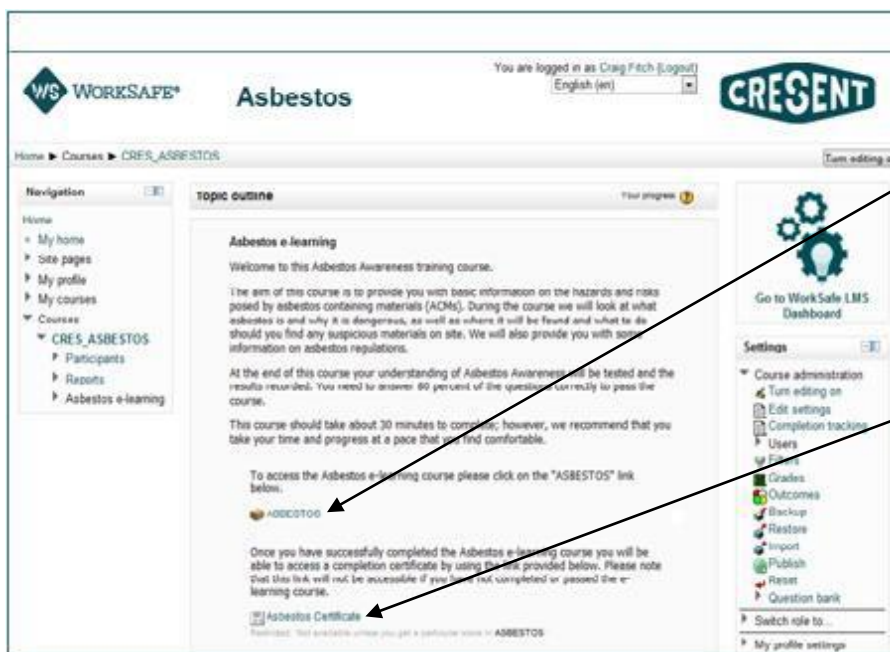 You are logged in as Craig Fitch (Logout)
WS WORKSAFE
Asbestos
English (en)
CRESENT
Home ► Courses ► CRES_ASBESTOS
Turn editing
Navigation
Home
My home
Site pages
My profile
My courses
Courses
CRES_ASBESTOS
Participants
Reports
Asbestos e-learning
Topic outline
Your progress
Asbestos e-learning
Welcome to this Asbestos Awareness training course.
The aim of this course is to provide you with basic information on the hazards and risks
posed by asbestos containing materials (ACMs). During the course we will look at what
asbestos is and why it is dangerous, as well as where it will be found and what to do
should you find any suspicious materials on site. We will also provide you with some
information on asbestos regulations.
At the end of this course your understanding of Asbestos Awareness will be tested and the
results recorded. You need to answer 80 percent of the questions correctly to pass the
course.
This course should take about 30 minutes to complete; however, we recommend that you
take your time and progress at a pace that you find comfortable.
To access the Asbestos e-learning course please click on the "ASBESTOS" link
below.
ASBESTOS
Once you have successfully completed the Asbestos e-learning course you will be
able to access a completion certificate by using the link provided below. Please note
that this link will not be accessible if you have not completed or passed the e-
learning course.
Asbestos Certificate
Restricted: Not available unless you get a particular score in ASBESTOS
Go to WorkSafe LMS
Dashboard
Settings
Course administration
Turn editing on
Edit settings
Completion tracking
Users
Filters
Grades
Outcomes
Backup
Restore
Import
Publish
Reset
Question bank
Switch role to...
My profile settings